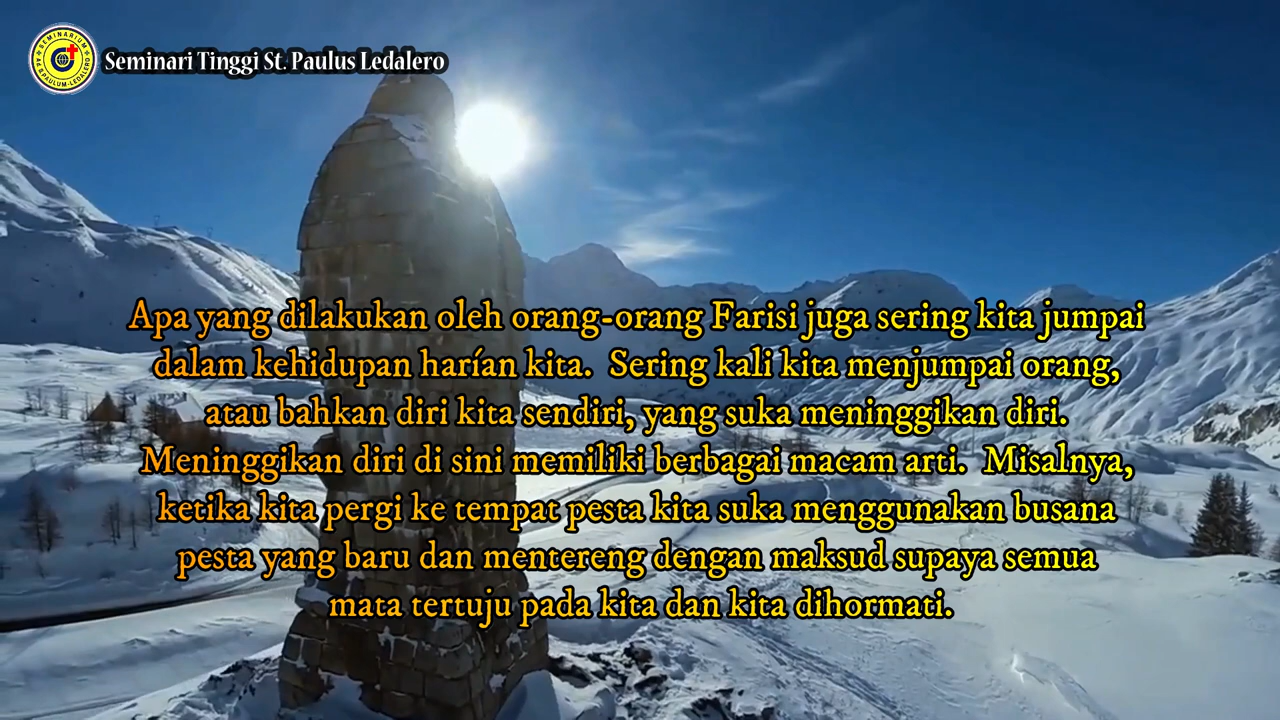 Seminari Tinggi St. Paulus Ledalero
Apa yang dilakukan oleh orang-orang Farisi juga sering kita jumpai
dalam kehidupan harían kita. Sering kali kita menjumpai orang,
atau bahkan diri kita sendiri, yang suka meninggikan diri.
Meninggikan diri di sini memiliki berbagai macam arti. Misalnya,
ketika kita pergi ke tempat pesta kita suka menggunakan busana
pesta yang baru dan mentereng dengan maksud supaya semua
mata tertuju pada kita dan kita dihormati.